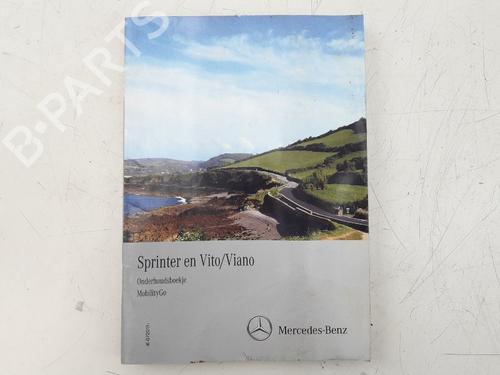 B-PARTS
Sprinter en Vito/Viano
Onderhoudsboekje
MobilityGo
Mercedes-Benz